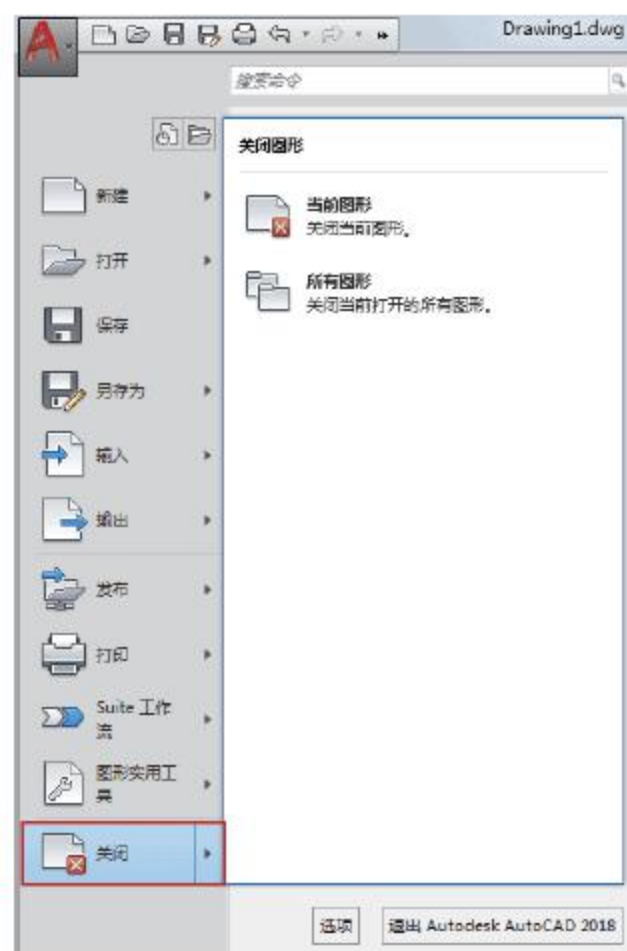 Drawing1.dwg
搜索命令
关闭图形
当前图形
关闭当前图形。
所有图形
关闭当前打开的所有图形。
新建
打开
保存
另存为
输入
输出
发布
打印
Suite 工作
流
图形实用工
具
关闭
选项
退出 Autodesk AutoCAD 2018